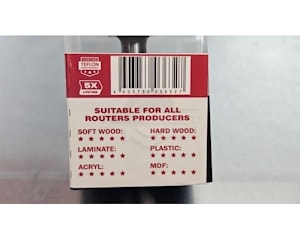 TEFLON
5X
SUITABLE FOR ALL
ROUTERS PRODUCERS
SOFT WOOD: HARD WOOD:
★ ★ ★ ★ ★ ★ ★ ★ ★ ★
LAMINATE: PLASTIC:
★ ★ ★ ★ ★ ★ ★ ★ ★ ★
ACRYL: MDF:
★ ★ ★ ★ ★ ★ ★ ★ ★ ★